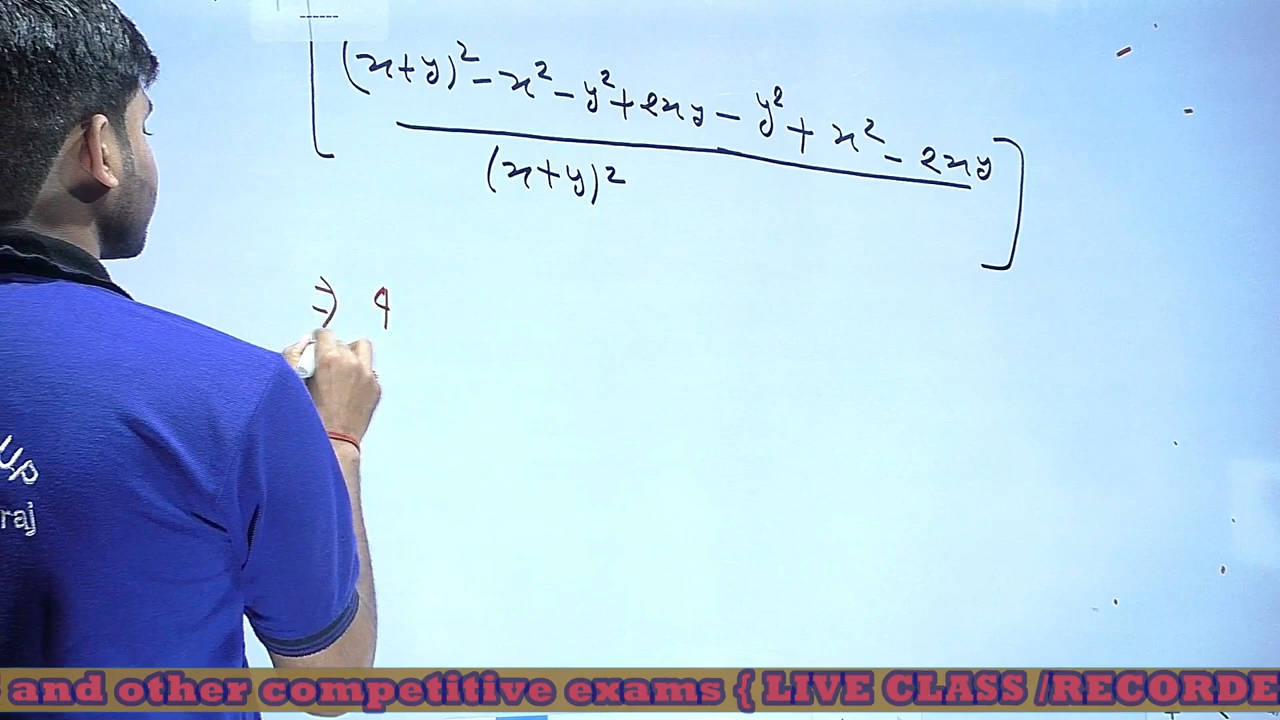 [ (x+y)² - x² - y² + 2xy - y² + x² - 2xy ]
(x+y)²
⇒ 4
UP
raj
and other competitive exams { LIVE CLASS /RECORDE